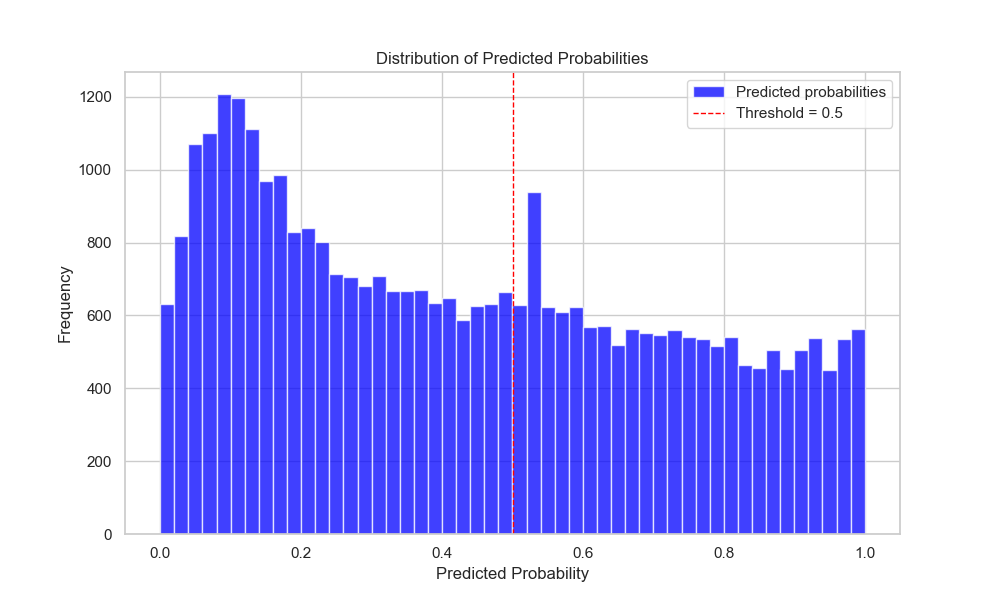 Distribution of Predicted Probabilities
Predicted probabilities
Threshold = 0.5
1200
1000
800
600
400
200
0
Frequency
0.0 0.2 0.4 0.6 0.8 1.0
Predicted Probability